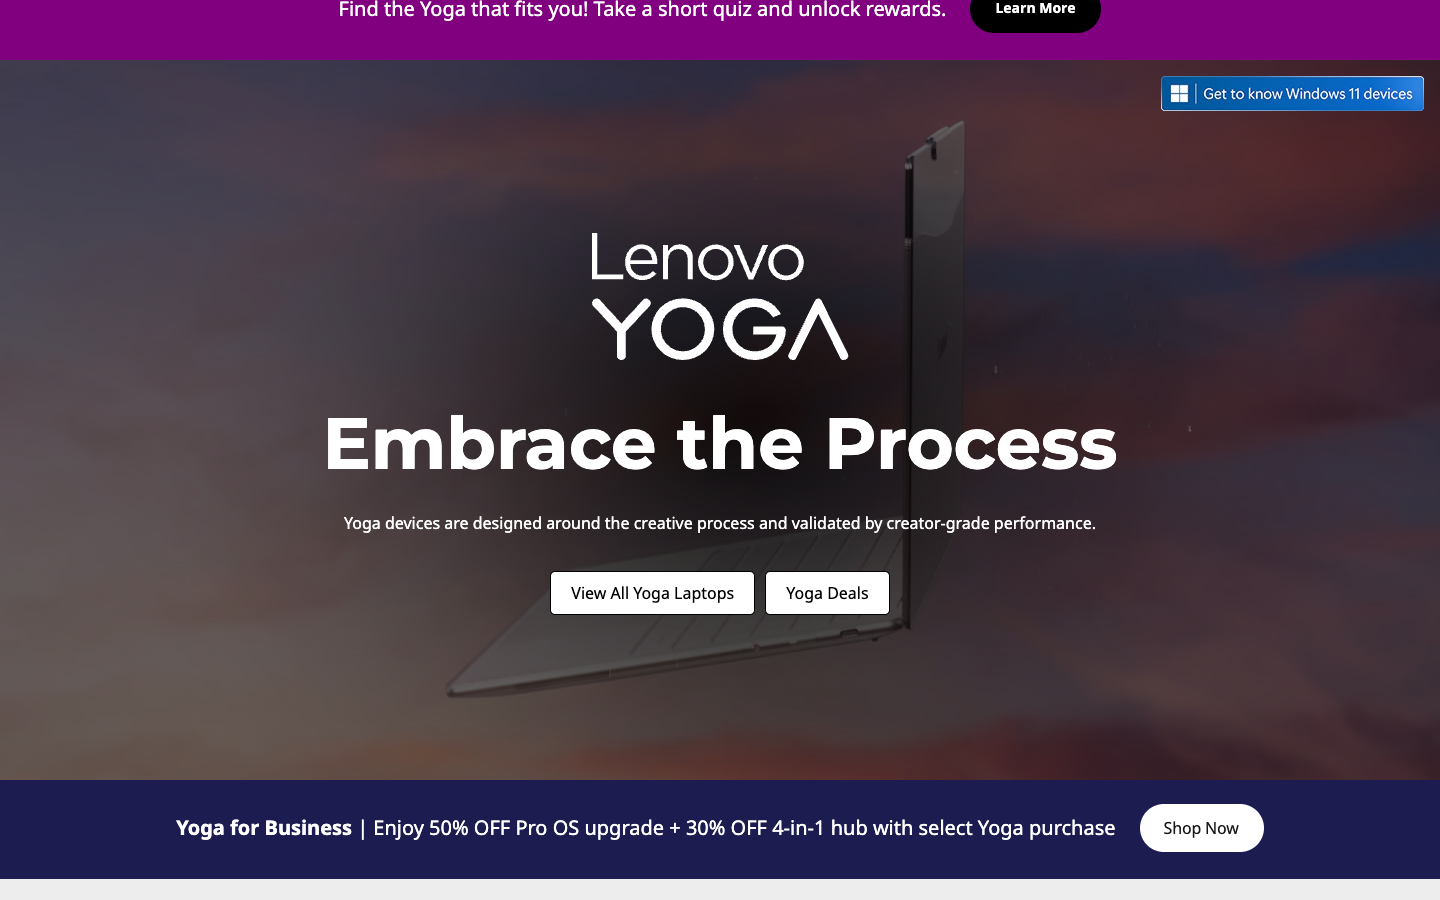 Find the Yoga that fits you! Take a short quiz and unlock rewards.
Learn More
Get to know Windows 11 devices
Lenovo
YOGA
Embrace the Process
Yoga devices are designed around the creative process and validated by creator-grade performance.
View All Yoga Laptops
Yoga Deals
Yoga for Business | Enjoy 50% OFF Pro OS upgrade + 30% OFF 4-in-1 hub with select Yoga purchase
Shop Now